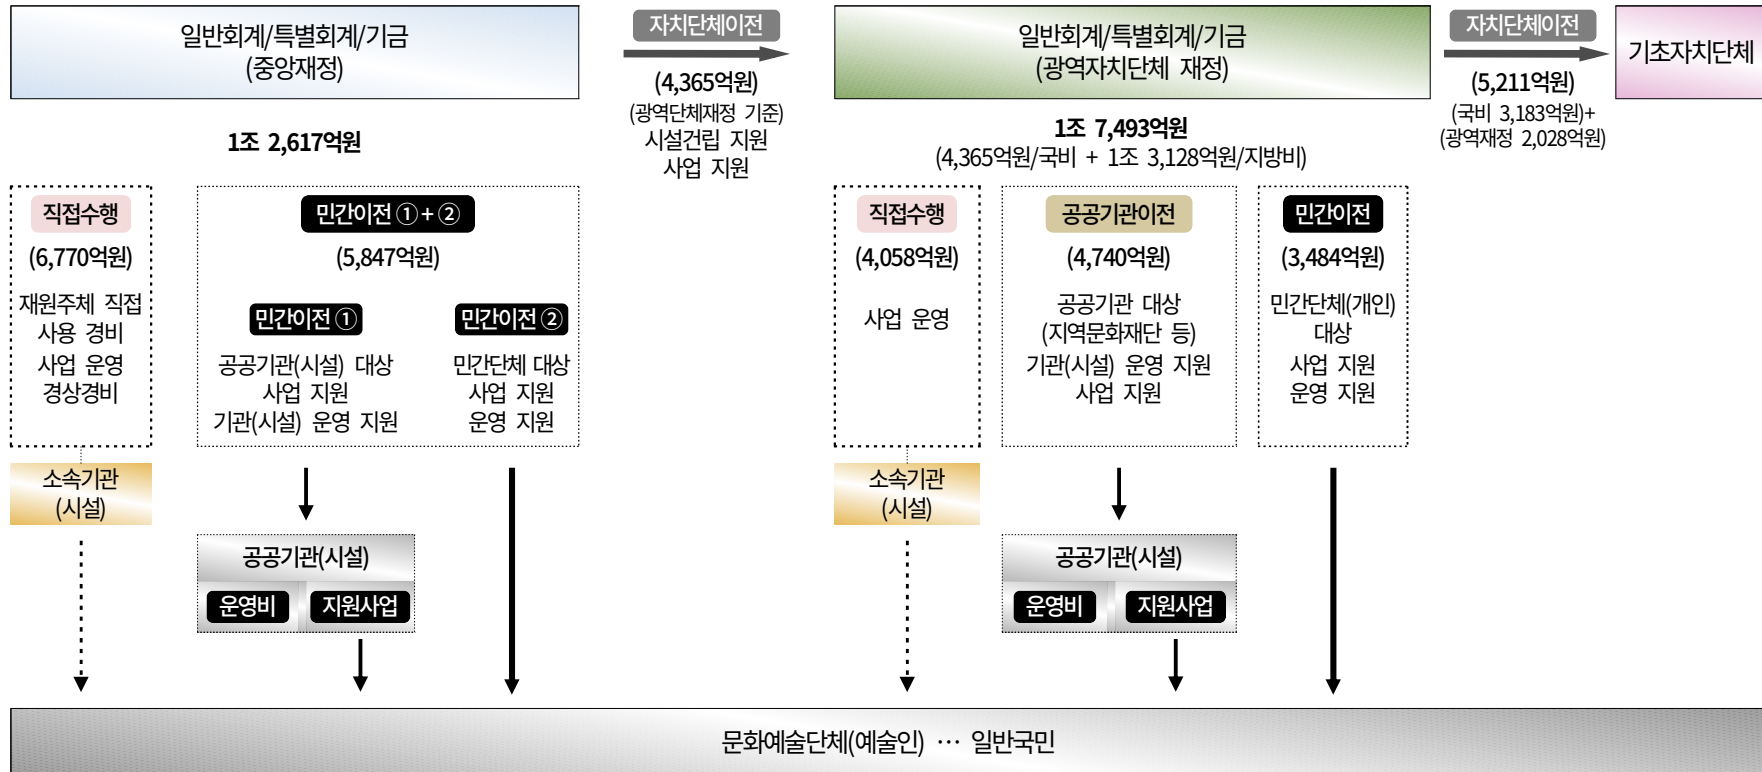 일반회계/특별회계/기금
(중앙재정)
자치단체이전
(4,365억원)
(광역단체재정 기준)
시설건립 지원
사업 지원
일반회계/특별회계/기금
(광역자치단체 재정)
자치단체이전
(5,211억원)
(국비 3,183억원)+
(광역재정 2,028억원)
기초자치단체
1조 2,617억원
1조 7,493억원
(4,365억원/국비 + 1조 3,128억원/지방비)
직접수행
(6,770억원)
재원주체 직접
사용 경비
사업 운영
경상경비
민간이전 ① + ②
(5,847억원)
민간이전 ①
공공기관(시설) 대상
사업 지원
기관(시설) 운영 지원
민간이전 ②
민간단체 대상
사업 지원
운영 지원
직접수행
(4,058억원)
사업 운영
공공기관이전
(4,740억원)
공공기관 대상
(지역문화재단 등)
기관(시설) 운영 지원
사업 지원
민간이전
(3,484억원)
민간단체(개인)
대상
사업 지원
운영 지원
소속기관
(시설)
공공기관(시설)
운영비
지원사업
소속기관
(시설)
공공기관(시설)
운영비
지원사업
문화예술단체(예술인) … 일반국민